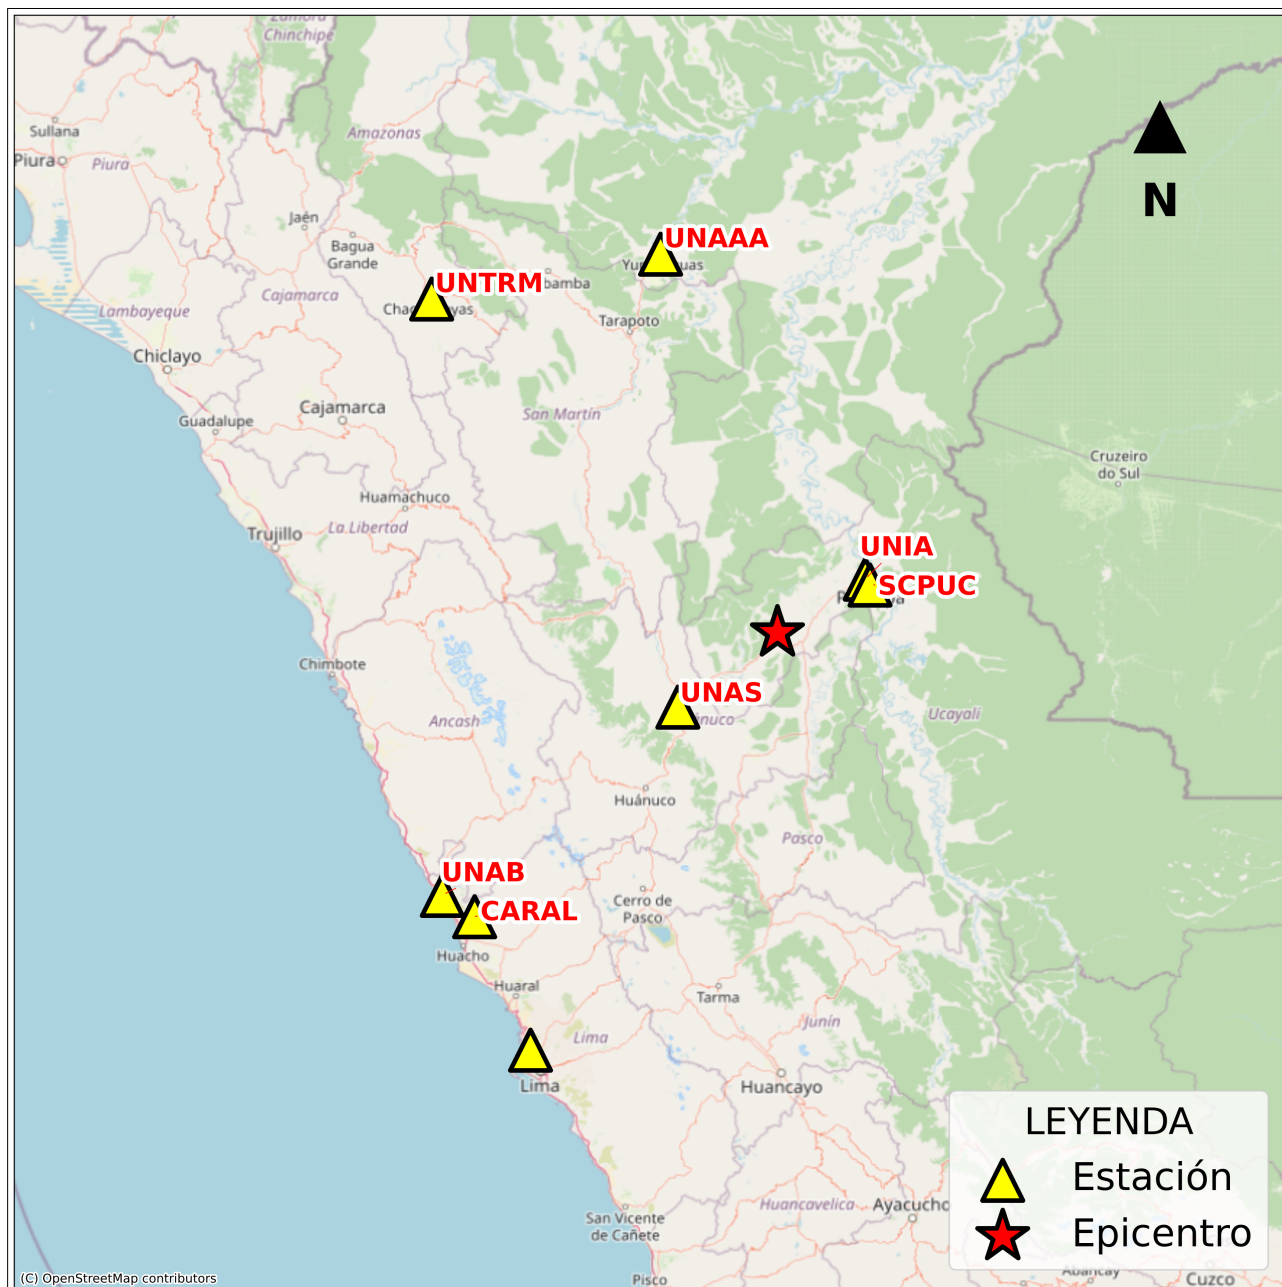 Zamora
Chinchipe
Sullana
Piura
Piura
Amazonas
N
Jaén
Bagua
Grande
UNAAA
UNTRM
bamba
Cajamarca
Lambayeque
Tarapoto
Chiclayo
Cajamarca
Guadalupe
San Martín
Cruzeiro
do Sul
Huamachuco
La Libertad
Trujillo
UNIA
SCPUC
Chimbote
UNAS
Ancash
Ucayali
Huánuco
Pasco
UNAB
CARAL
Cerro de
Pasco
Huacho
Huaral
Tarma
Junín
Lima
Lima
Huancayo
LEYENDA
Estación
Epicentro
Huancavelica
Ayacucho
San Vicente
de Cañete
Pisco
Abancay
Cuzco
(C) OpenStreetMap contributors